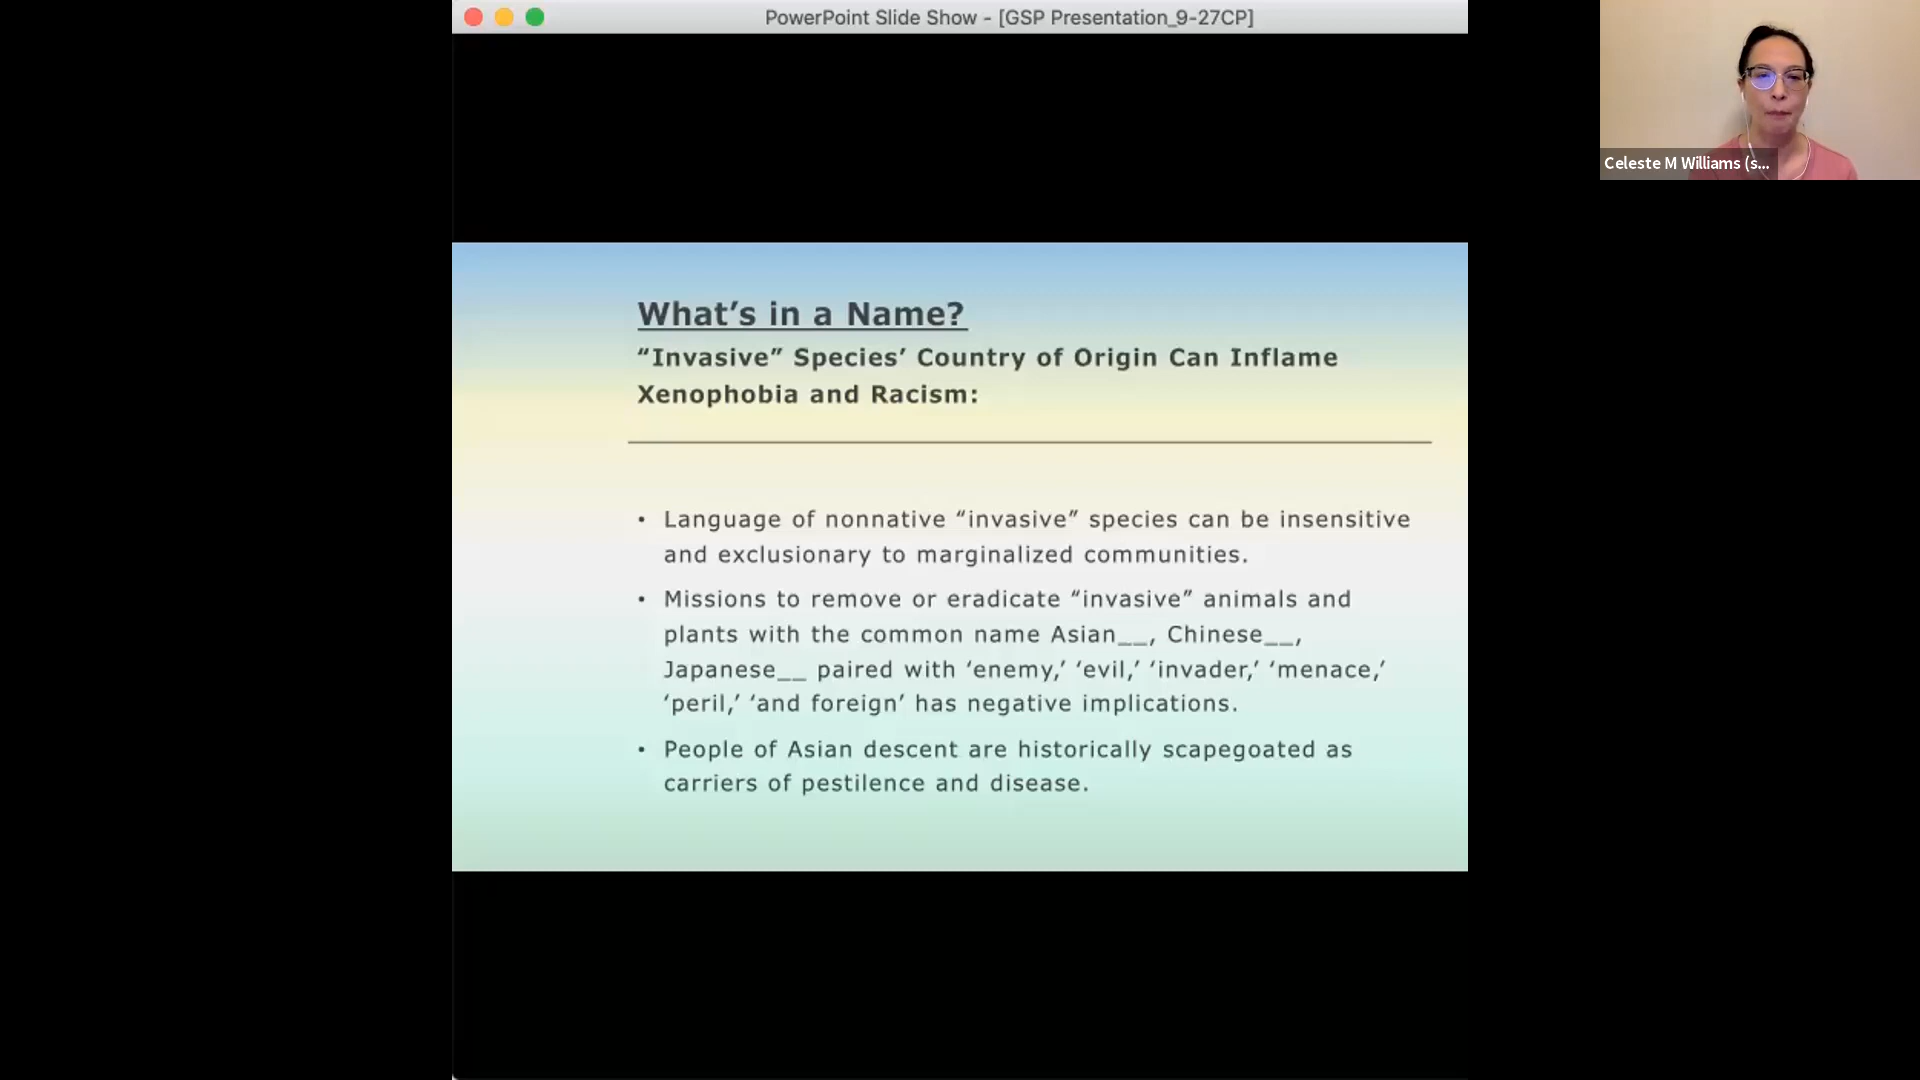 PowerPoint Slide Show - [GSP Presentation_9-27CP]
Celeste M Williams (s...
What’s in a Name?
“Invasive” Species’ Country of Origin Can Inflame
Xenophobia and Racism:
• Language of nonnative “invasive” species can be insensitive
and exclusionary to marginalized communities.
• Missions to remove or eradicate “invasive” animals and
plants with the common name Asian__, Chinese__,
Japanese__ paired with ‘enemy,’ ‘evil,’ ‘invader,’ ‘menace,’
‘peril,’ ‘and foreign’ has negative implications.
• People of Asian descent are historically scapegoated as
carriers of pestilence and disease.